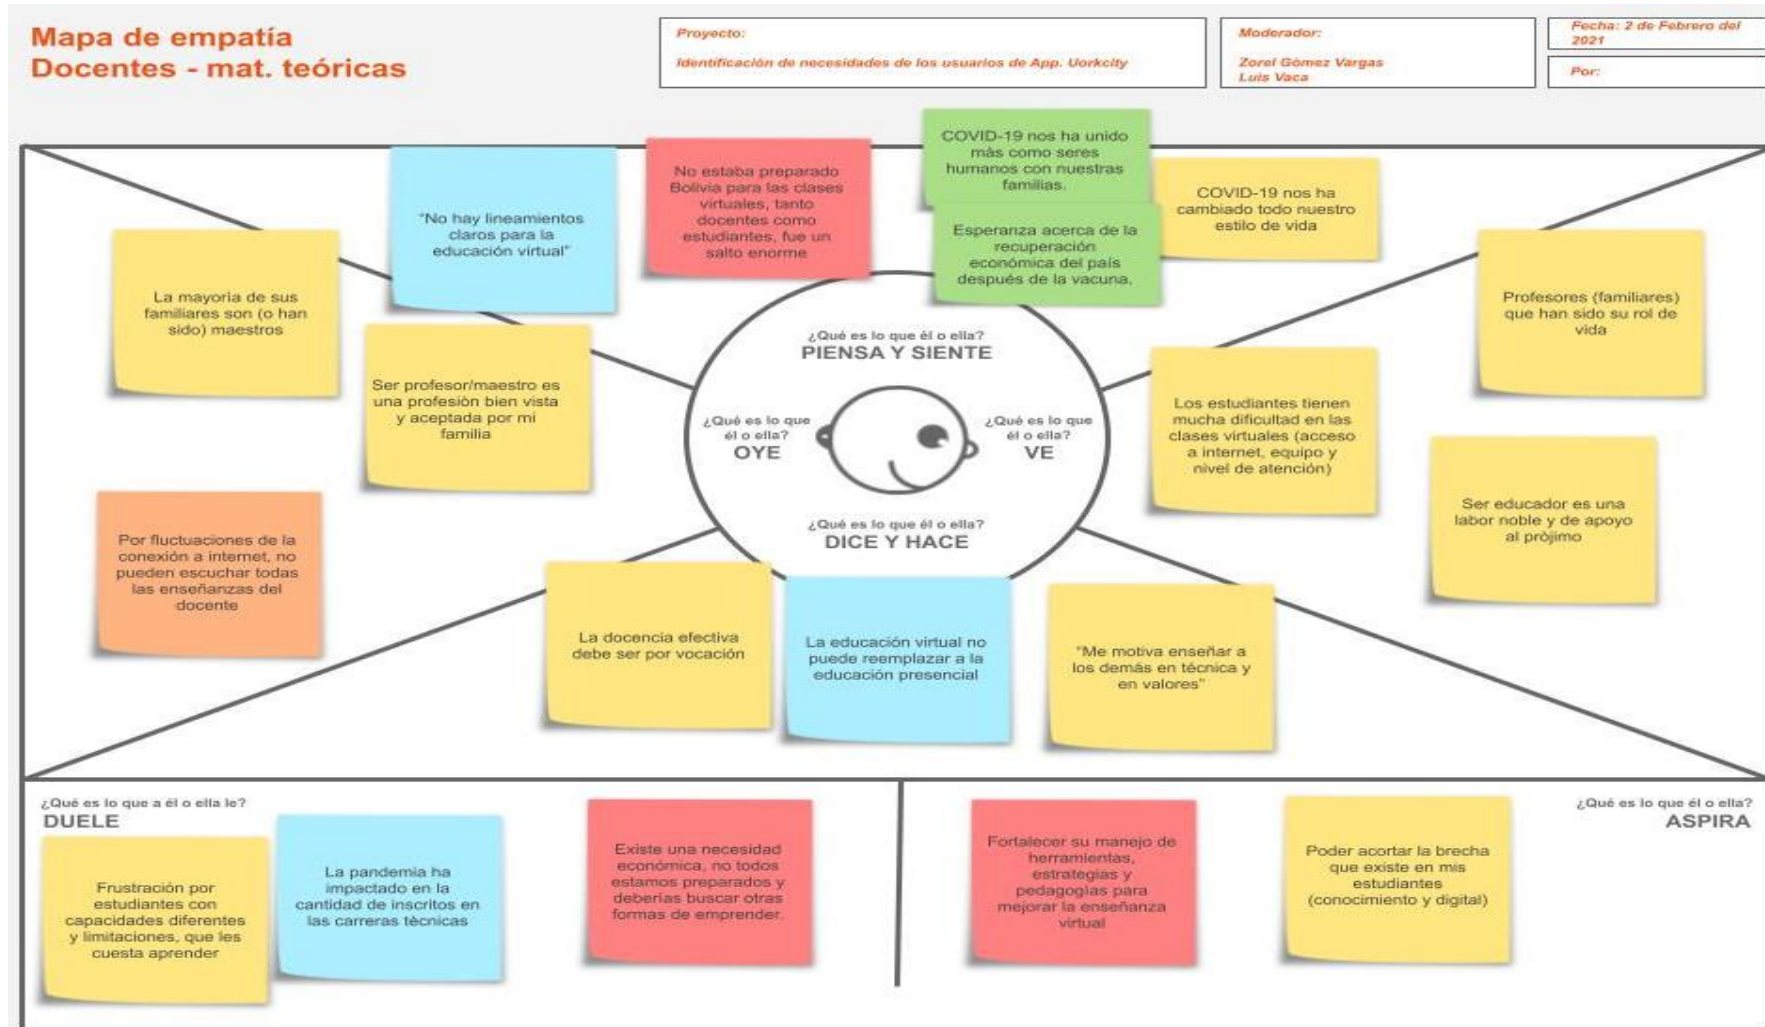 Mapa de empatía
Docentes - mat. teóricas
Proyecto:
Identificación de necesidades de los usuarios de App. Uorkcity
Moderador:
Zorel Gómez Vargas
Luis Vaca
Fecha: 2 de Febrero del
2021
Por:
"No hay lineamientos
claros para la
educación virtual"
No estaba preparado
Bolivia para las clases
virtuales, tanto
docentes como
estudiantes, fue un
salto enorme
COVID-19 nos ha unido
más como seres
humanos con nuestras
familias.
Esperanza acerca de la
recuperación
económica del país
después de la vacuna.
COVID-19 nos ha
cambiado todo nuestro
estilo de vida
La mayoría de sus
familiares son (o han
sido) maestros
Ser profesor/maestro es
una profesión bien vista
y aceptada por mi
familia
Por fluctuaciones de la
conexión a internet, no
pueden escuchar todas
las enseñanzas del
docente
¿Qué es lo que él o ella?
PIENSA Y SIENTE
¿Qué es lo que
él o ella?
OYE
¿Qué es lo que
él o ella?
VE
¿Qué es lo que él o ella?
DICE Y HACE
Profesores (familiares)
que han sido su rol de
vida
Los estudiantes tienen
mucha dificultad en las
clases virtuales (acceso
a internet, equipo y
nivel de atención)
Ser educador es una
labor noble y de apoyo
al prójimo
La docencia efectiva
debe ser por vocación
La educación virtual no
puede reemplazar a la
educación presencial
"Me motiva enseñar a
los demás en técnica y
en valores"
¿Qué es lo que a él o ella le?
DUELE
Frustración por
estudiantes con
capacidades diferentes
y limitaciones, que les
cuesta aprender
La pandemia ha
impactado en la
cantidad de inscritos en
las carreras técnicas
Existe una necesidad
económica, no todos
estamos preparados y
deberías buscar otras
formas de emprender.
Fortalecer su manejo de
herramientas,
estrategias y
pedagogías para
mejorar la enseñanza
virtual
Poder acortar la brecha
que existe en mis
estudiantes
(conocimiento y digital)
¿Qué es lo que él o ella?
ASPIRA